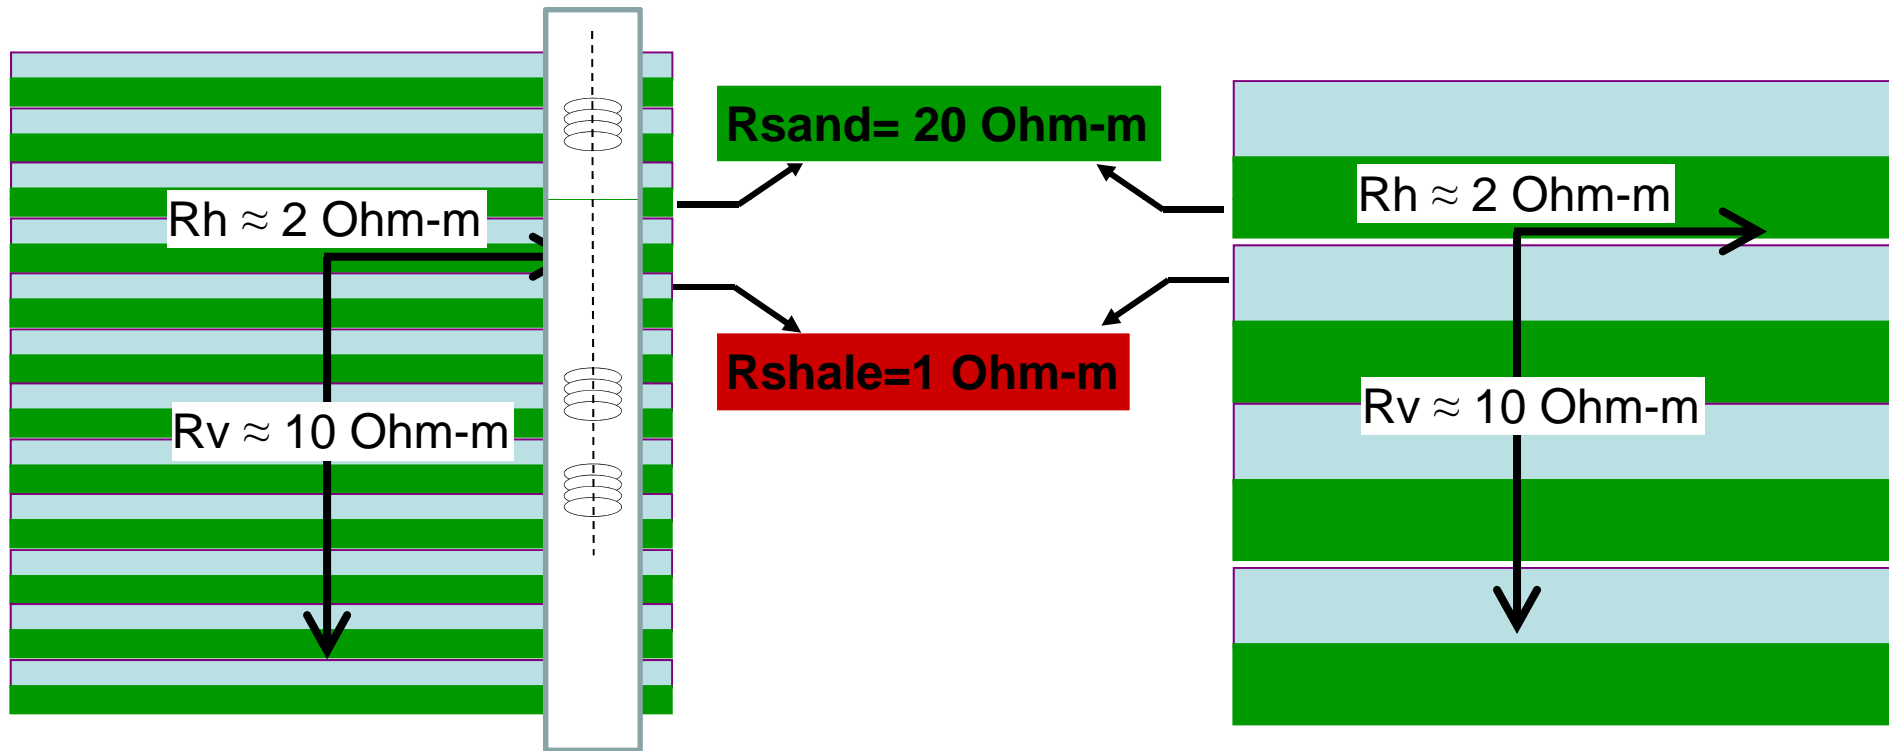 Rsand= 20 Ohm-m
Rh ≈ 2 Ohm-m
Rh ≈ 2 Ohm-m
Rshale=1 Ohm-m
Rv ≈ 10 Ohm-m
Rv ≈ 10 Ohm-m